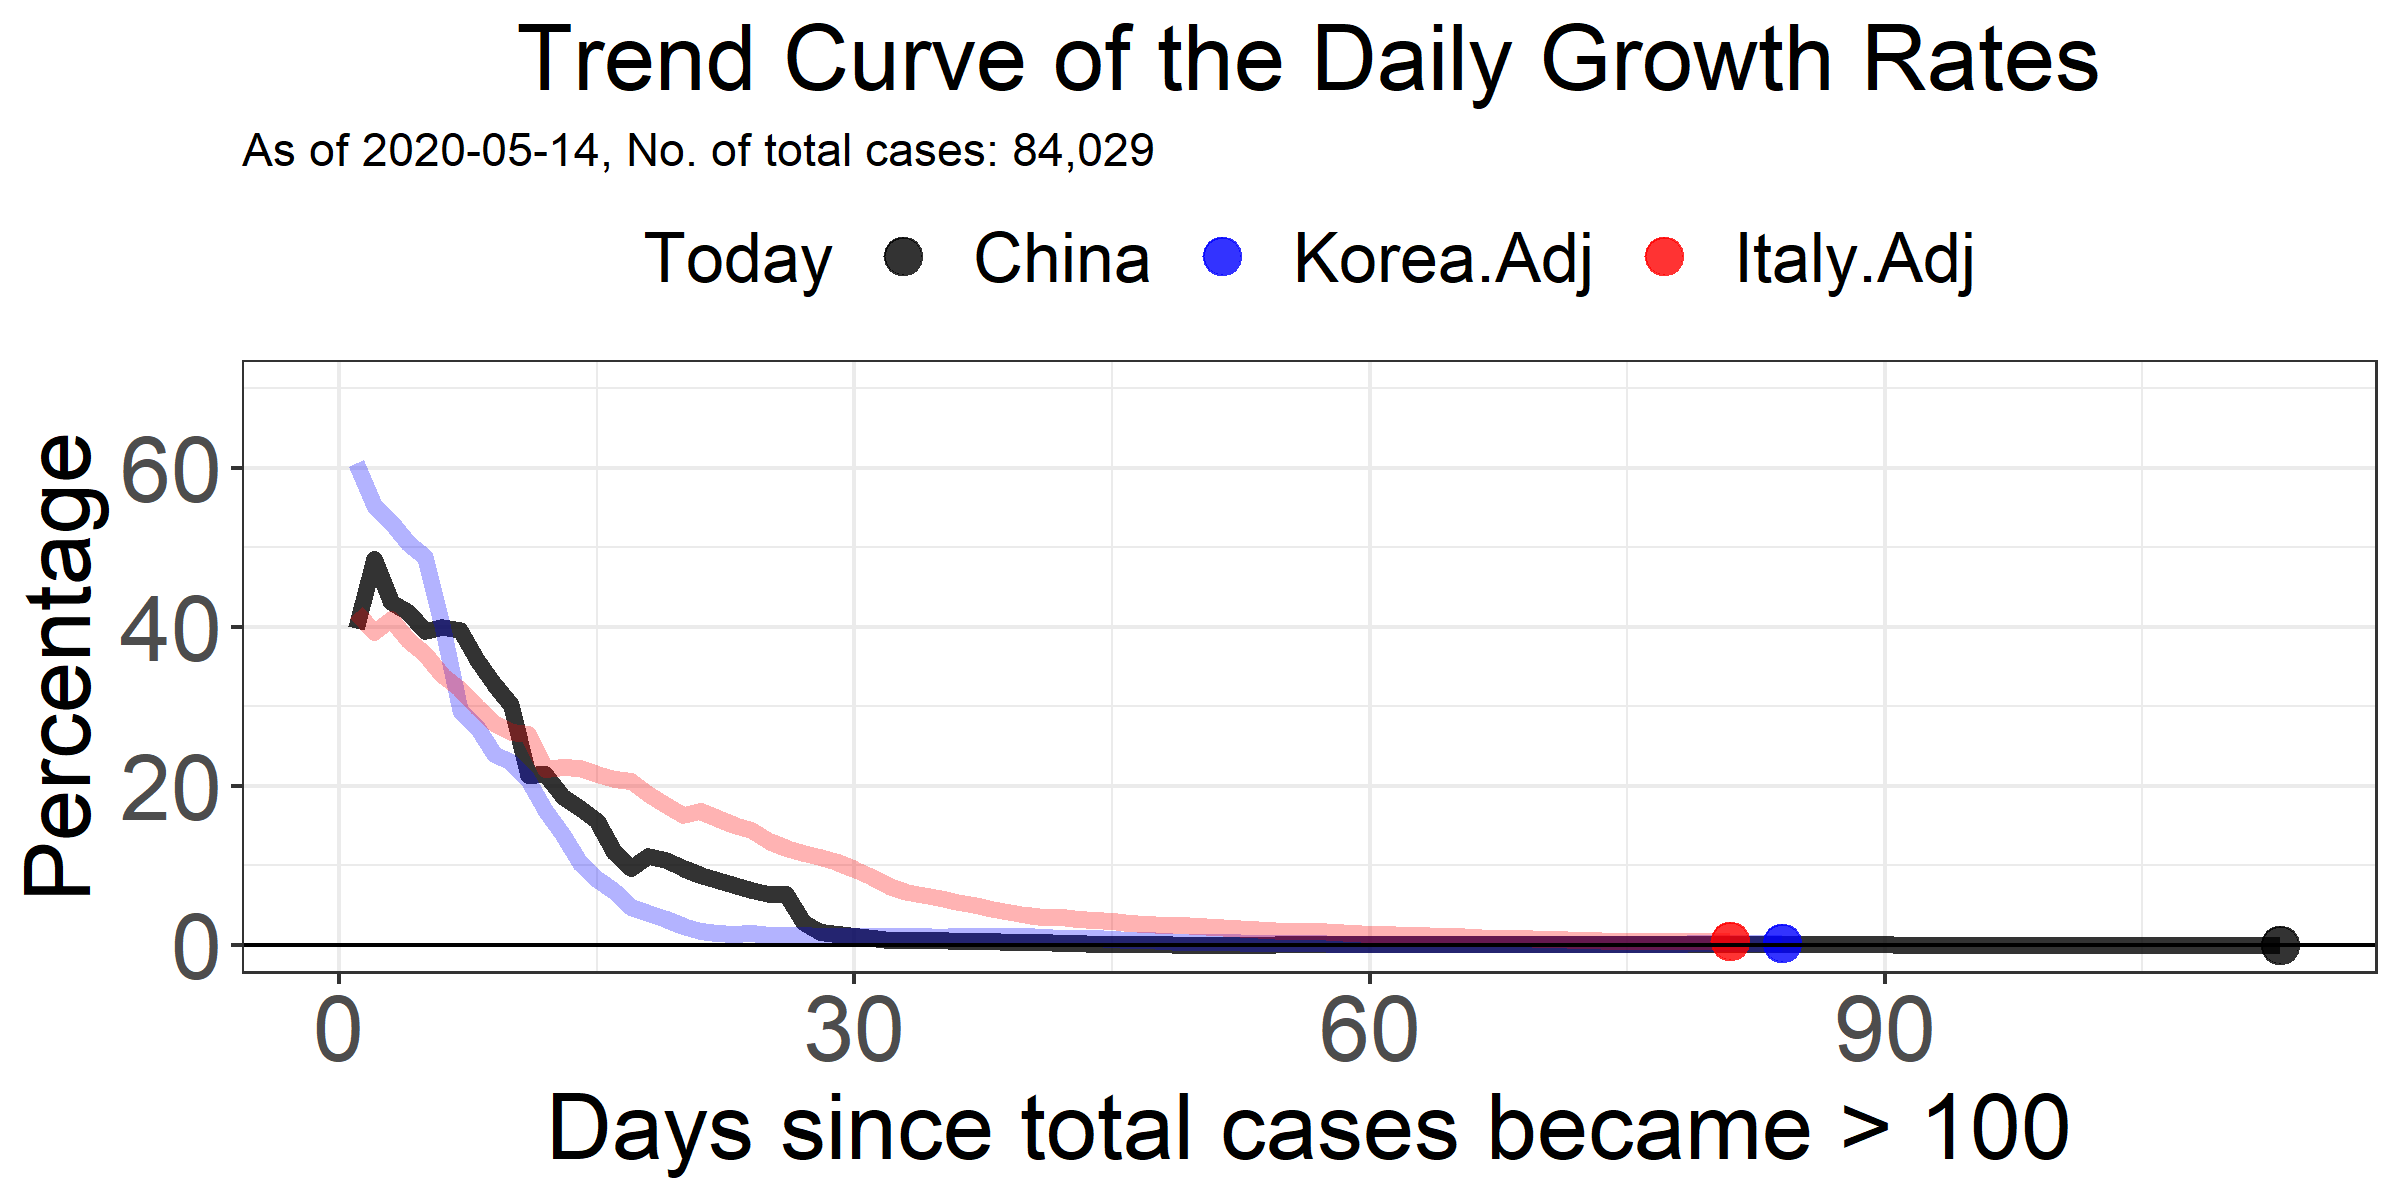 Trend Curve of the Daily Growth Rates
As of 2020-05-14, No. of total cases: 84,029
Today China Korea.Adj Italy.Adj
Percentage
60
40
20
0
0 30 60 90
Days since total cases became > 100